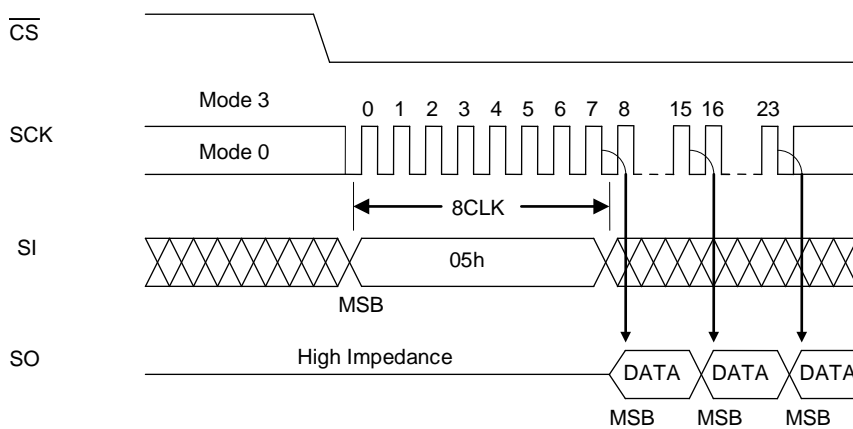 CS
Mode 3
0 1 2 3 4 5 6 7 8 15 16 23
SCK
Mode 0
8CLK
SI
05h
MSB
High Impedance
SO
DATA DATA DATA
MSB MSB MSB